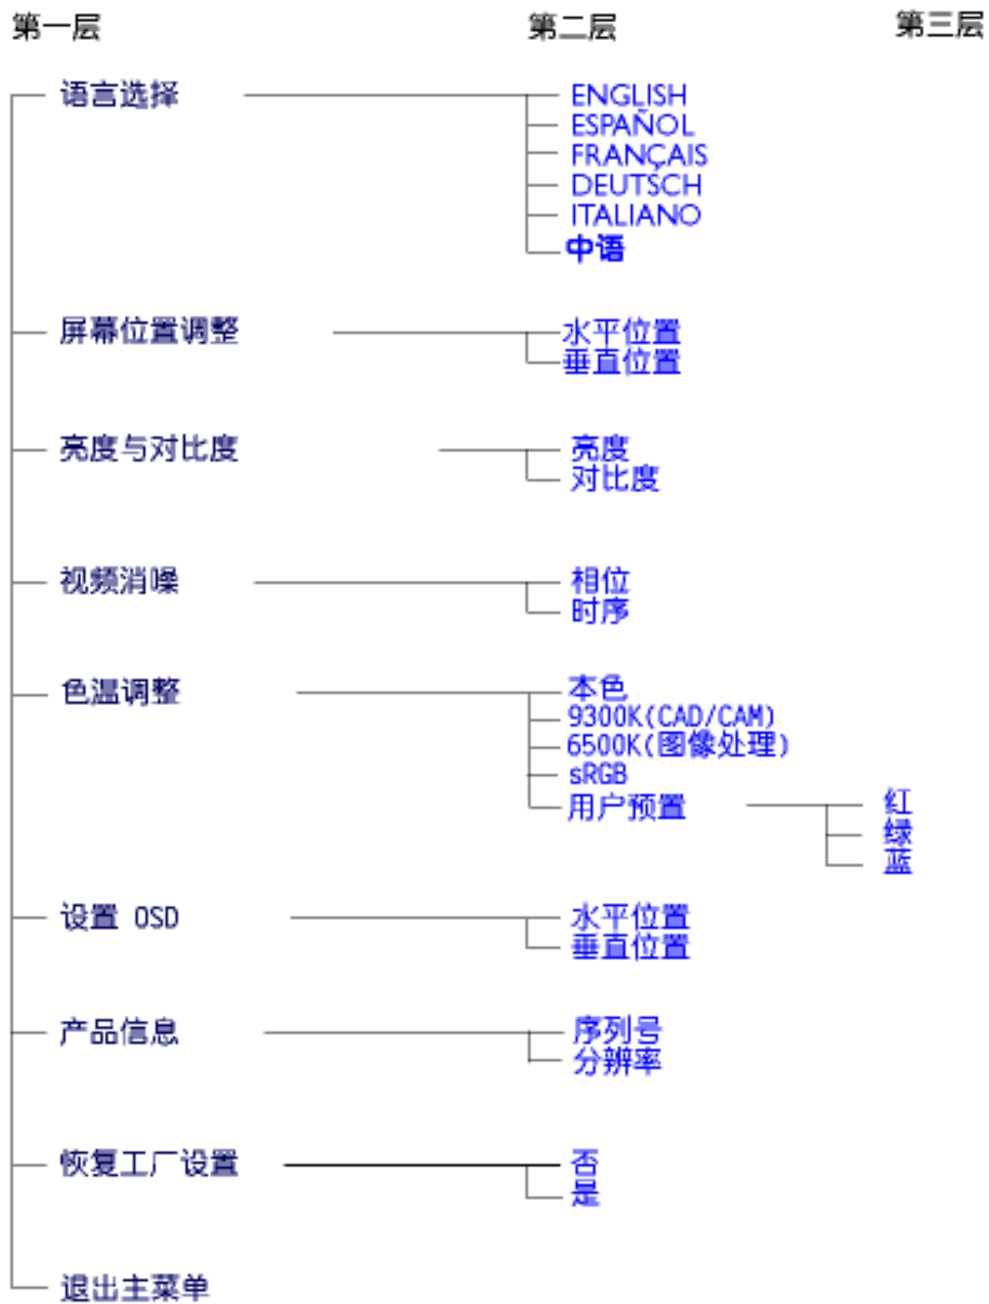 第一层 第二层 第三层
语言选择 ENGLISH
ESPAÑOL
FRANÇAIS
DEUTSCH
ITALIANO
中语
屏幕位置调整 水平位置
垂直位置
亮度与对比度 亮度
对比度
视频消噪 相位
时序
色温调整 本色
9300K(CAD/CAM)
6500K(图像处理)
sRGB
用户预置 红
绿
蓝
设置 OSD 水平位置
垂直位置
产品信息 序列号
分辨率
恢复工厂设置 否
是
退出主菜单